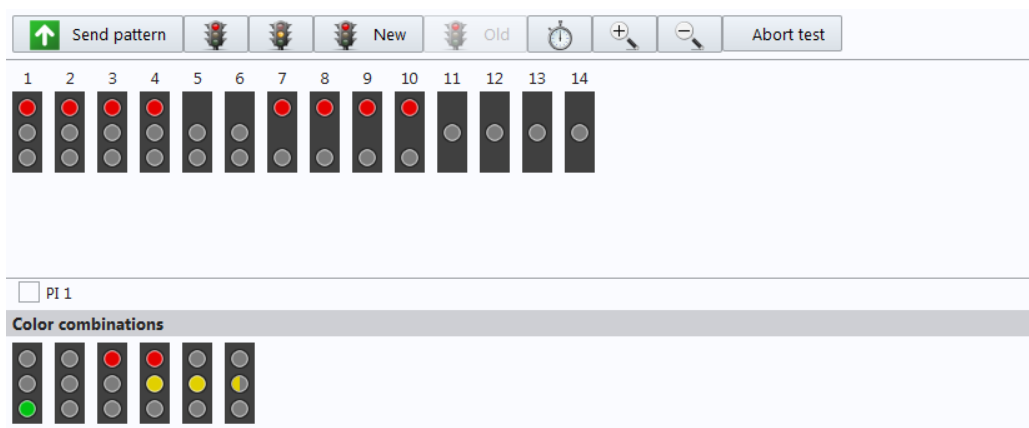 Send pattern New Old Abort test
1 2 3 4 5 6 7 8 9 10 11 12 13 14
PI 1
Color combinations